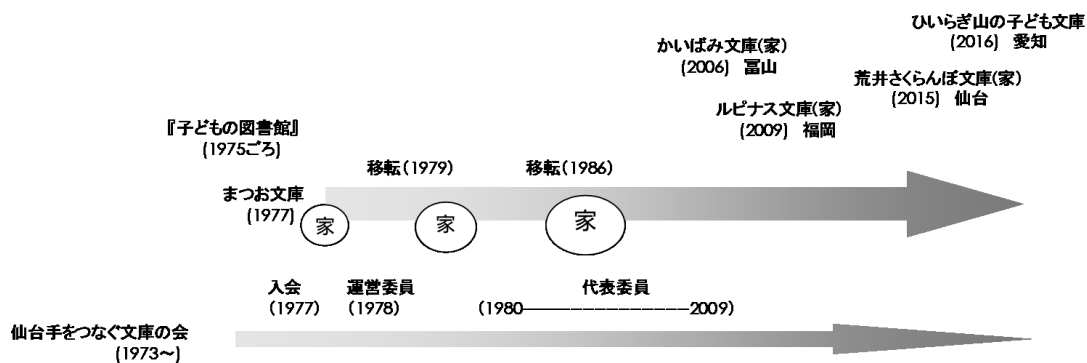 ひいらぎ山の子ども文庫
(2016) 愛知
かいばみ文庫(家)
(2006) 冨山
荒井さくらんぼ文庫(家)
(2015) 仙台
ルピナス文庫(家)
(2009) 福岡
『子どもの図書館』
(1975ごろ)
移転(1979)
移転(1986)
まつお文庫
(1977)
家
家
家
入会
(1977)
運営委員
(1978)
代表委員
(1980―――――――――2009)
仙台手をつなぐ文庫の会
(1973～)